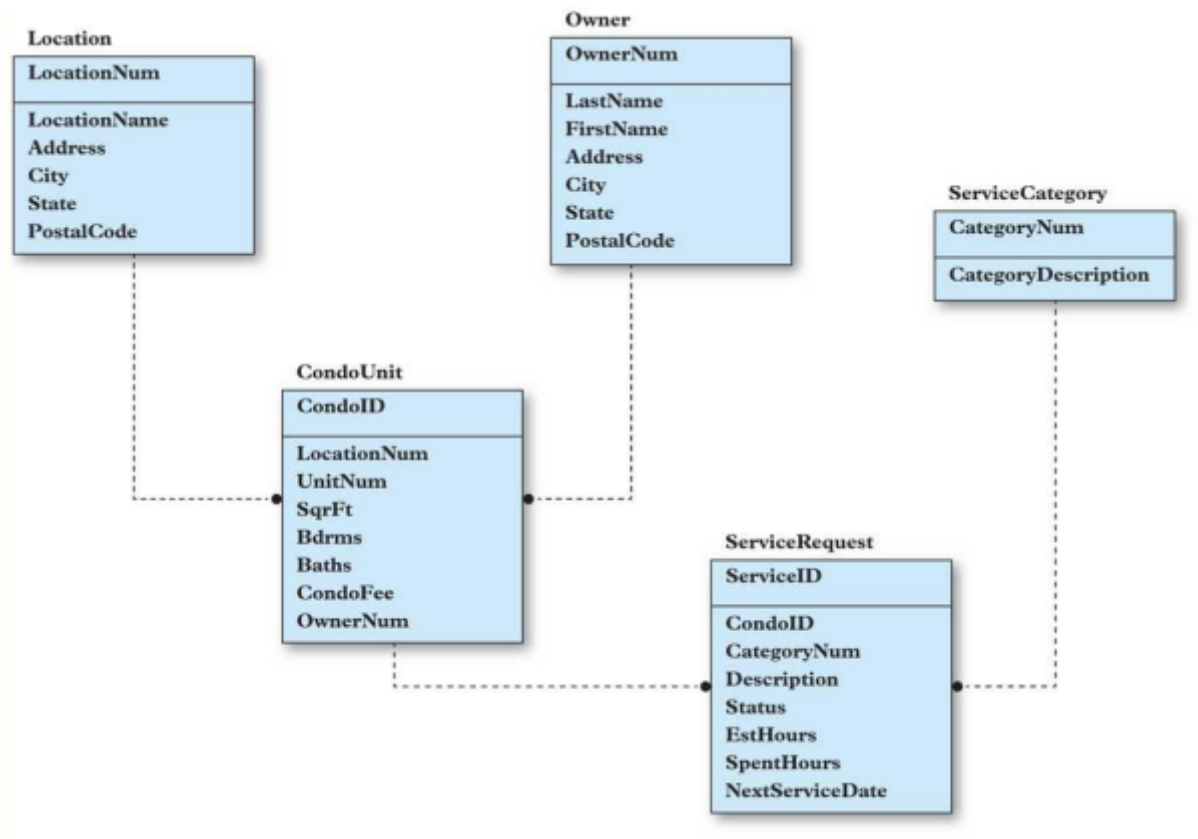 Location
LocationNum
LocationName
Address
City
State
PostalCode
Owner
OwnerNum
LastName
FirstName
Address
City
State
PostalCode
ServiceCategory
CategoryNum
CategoryDescription
CondoUnit
CondoID
LocationNum
UnitNum
SqrFt
Bdrms
Baths
CondoFee
OwnerNum
ServiceRequest
ServiceID
CondoID
CategoryNum
Description
Status
EstHours
SpentHours
NextServiceDate